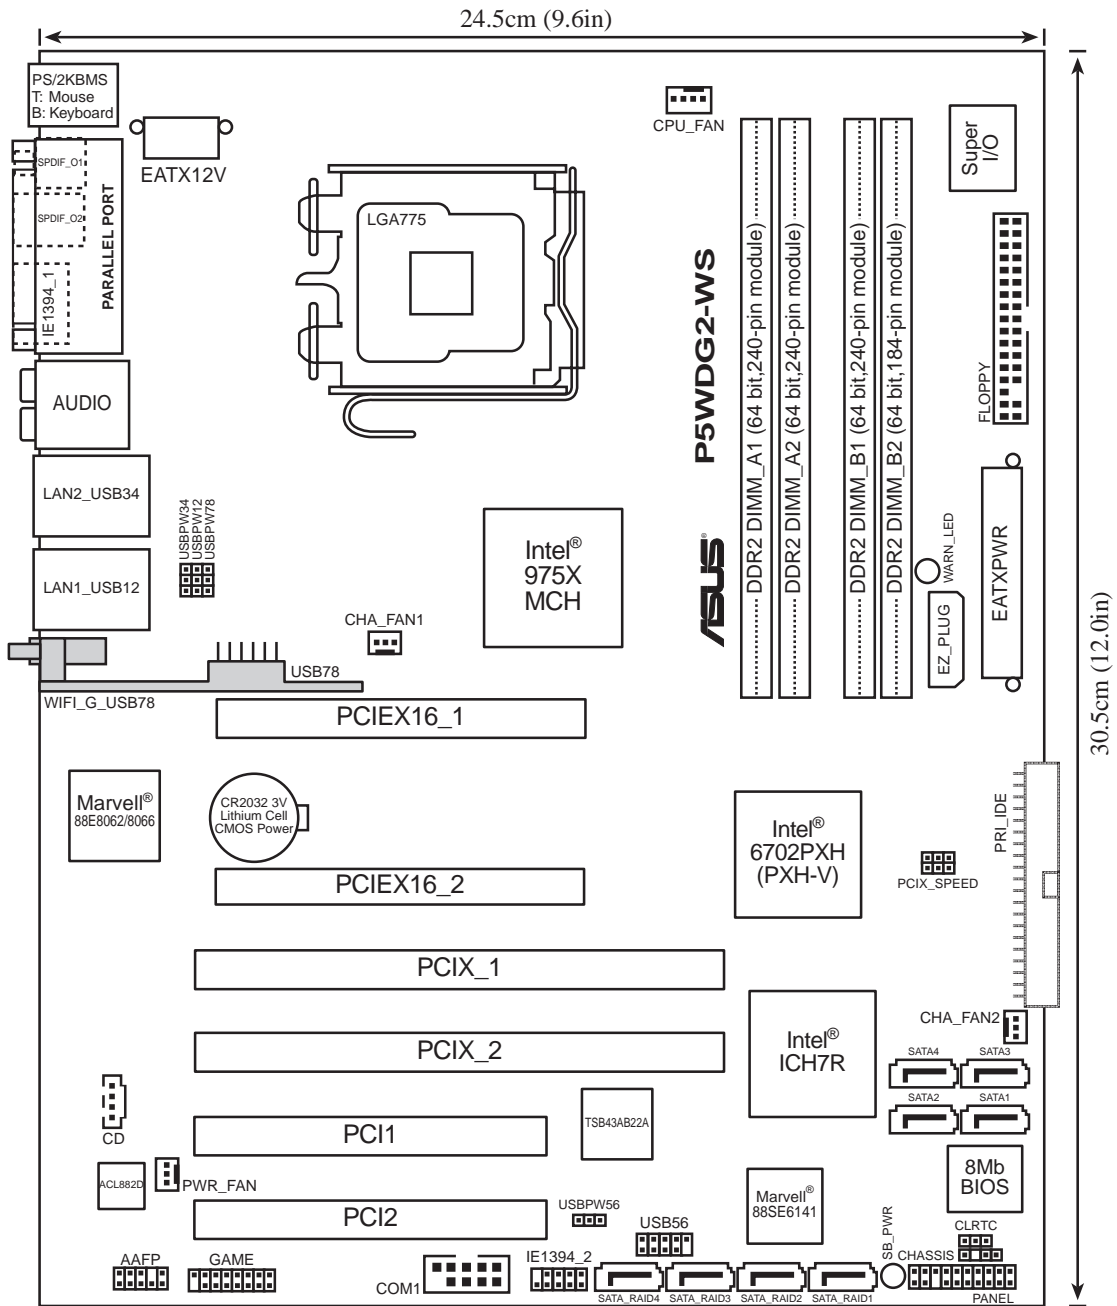 24.5cm (9.6in)
PS/2KBMS
T: Mouse
B: Keyboard
CPU_FAN
Super
I/O
EATX12V
SPDIF_O1
SPDIF_O2
PARALLEL PORT
IE1394_1
LGA775
P5WDG2-WS
ASUS
DDR2 DIMM_A1 (64 bit,240-pin module)
DDR2 DIMM_A2 (64 bit,240-pin module)
DDR2 DIMM_B1 (64 bit,240-pin module)
DDR2 DIMM_B2 (64 bit,184-pin module)
FLOPPY
AUDIO
LAN2_USB34
USBPW34
USBPW12
USBPW78
Intel®
975X
MCH
WARN_LED
EATXPWR
EZ_PLUG
LAN1_USB12
CHA_FAN1
USB78
WIFI_G_USB78
30.5cm (12.0in)
PCIEX16_1
Marvell®
88E8062/8066
CR2032 3V
Lithium Cell
CMOS Power
Intel®
6702PXH
(PXH-V)
PRI_IDE
PCIX_SPEED
PCIEX16_2
PCIX_1
Intel®
ICH7R
CHA_FAN2
PCIX_2
SATA4
SATA3
SATA2
SATA1
CD
PCI1
TSB43AB22A
8Mb
BIOS
ACL882D
PWR_FAN
PCI2
USBPW56
USB56
Marvell®
88SE6141
SB_PWR
CLRTC
CHASSIS
AAFP
GAME
COM1
IE1394_2
SATA_RAID4
SATA_RAID3
SATA_RAID2
SATA_RAID1
PANEL